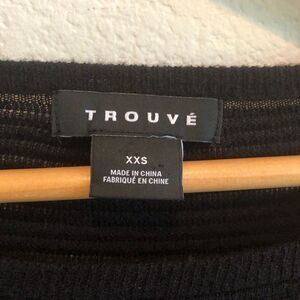 TROUVÉ
XXS
MADE IN CHINA
FABRIQUÉ EN CHINE